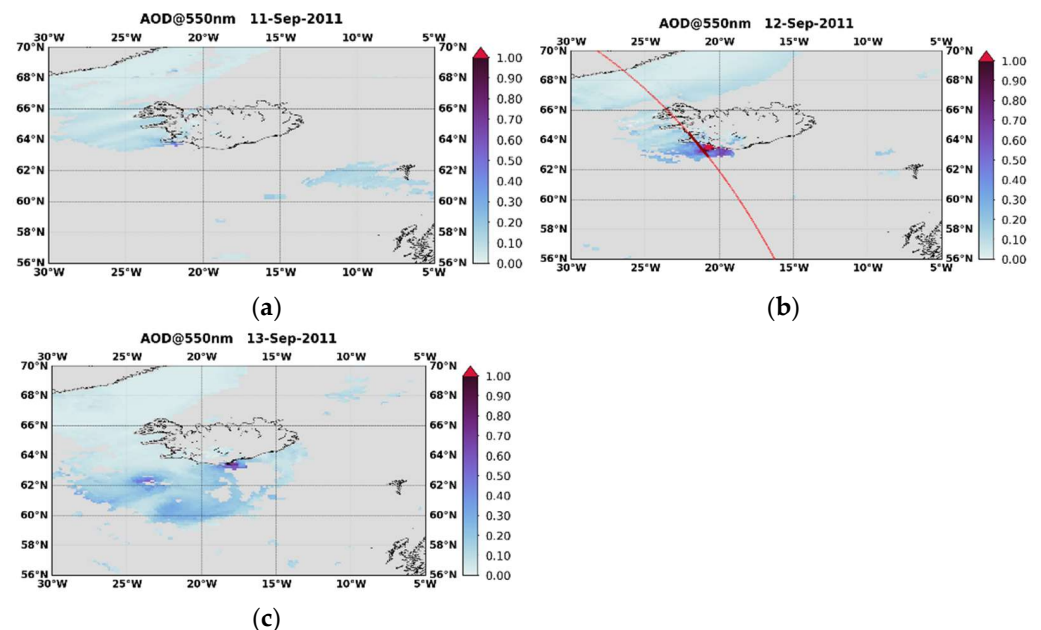 AOD@550nm 11-Sep-2011
30°W 25°W 20°W 15°W 10°W 5°W
70°N 70°N
68°N 68°N
66°N 66°N
64°N 64°N
62°N 62°N
60°N 60°N
58°N 58°N
56°N 56°N
30°W 25°W 20°W 15°W 10°W 5°W
1.00
0.90
0.80
0.70
0.60
0.50
0.40
0.30
0.20
0.10
0.00
(a)
AOD@550nm 12-Sep-2011
30°W 25°W 20°W 15°W 10°W 5°W
70°N 70°N
68°N 68°N
66°N 66°N
64°N 64°N
62°N 62°N
60°N 60°N
58°N 58°N
56°N 56°N
30°W 25°W 20°W 15°W 10°W 5°W
1.00
0.90
0.80
0.70
0.60
0.50
0.40
0.30
0.20
0.10
0.00
(b)
AOD@550nm 13-Sep-2011
30°W 25°W 20°W 15°W 10°W 5°W
70°N 70°N
68°N 68°N
66°N 66°N
64°N 64°N
62°N 62°N
60°N 60°N
58°N 58°N
56°N 56°N
30°W 25°W 20°W 15°W 10°W 5°W
1.00
0.90
0.80
0.70
0.60
0.50
0.40
0.30
0.20
0.10
0.00
(c)